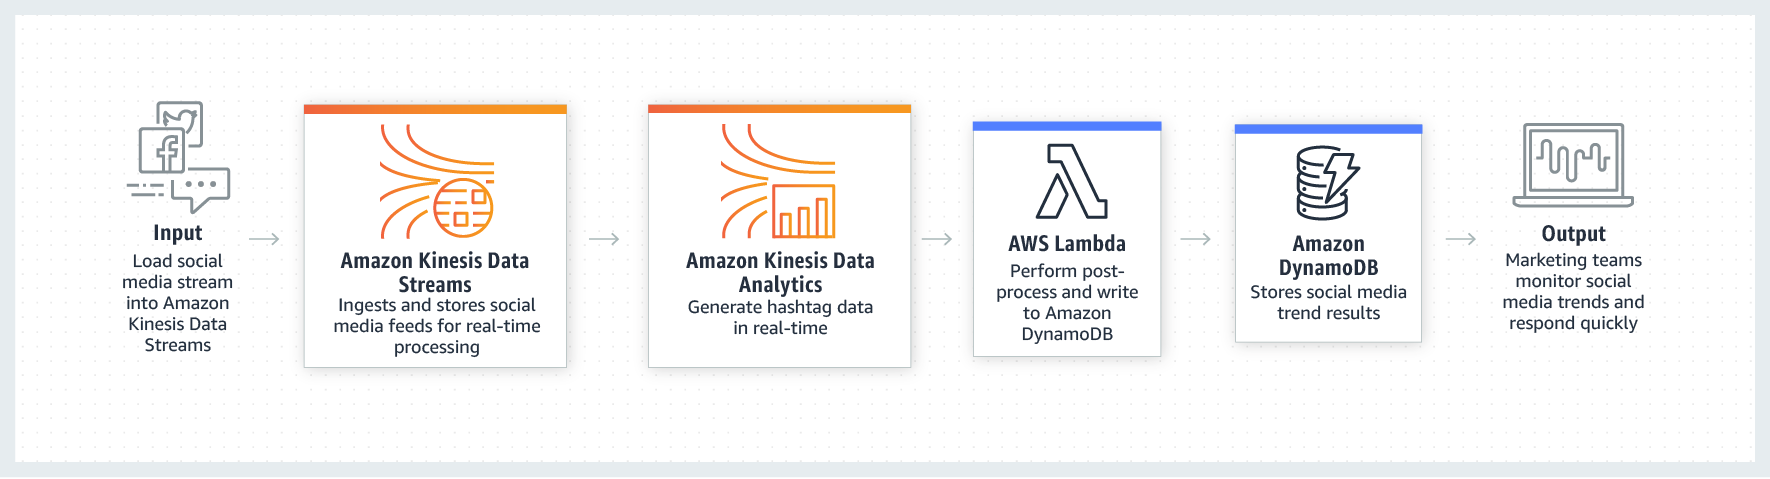 Input
Load social
media stream
into Amazon
Kinesis Data
Streams
Amazon Kinesis Data
Streams
Ingests and stores social
media feeds for real-time
processing
Amazon Kinesis Data
Analytics
Generate hashtag data
in real-time
AWS Lambda
Perform post-
process and write
to Amazon
DynamoDB
Amazon
DynamoDB
Stores social media
trend results
Output
Marketing teams
monitor social
media trends and
respond quickly